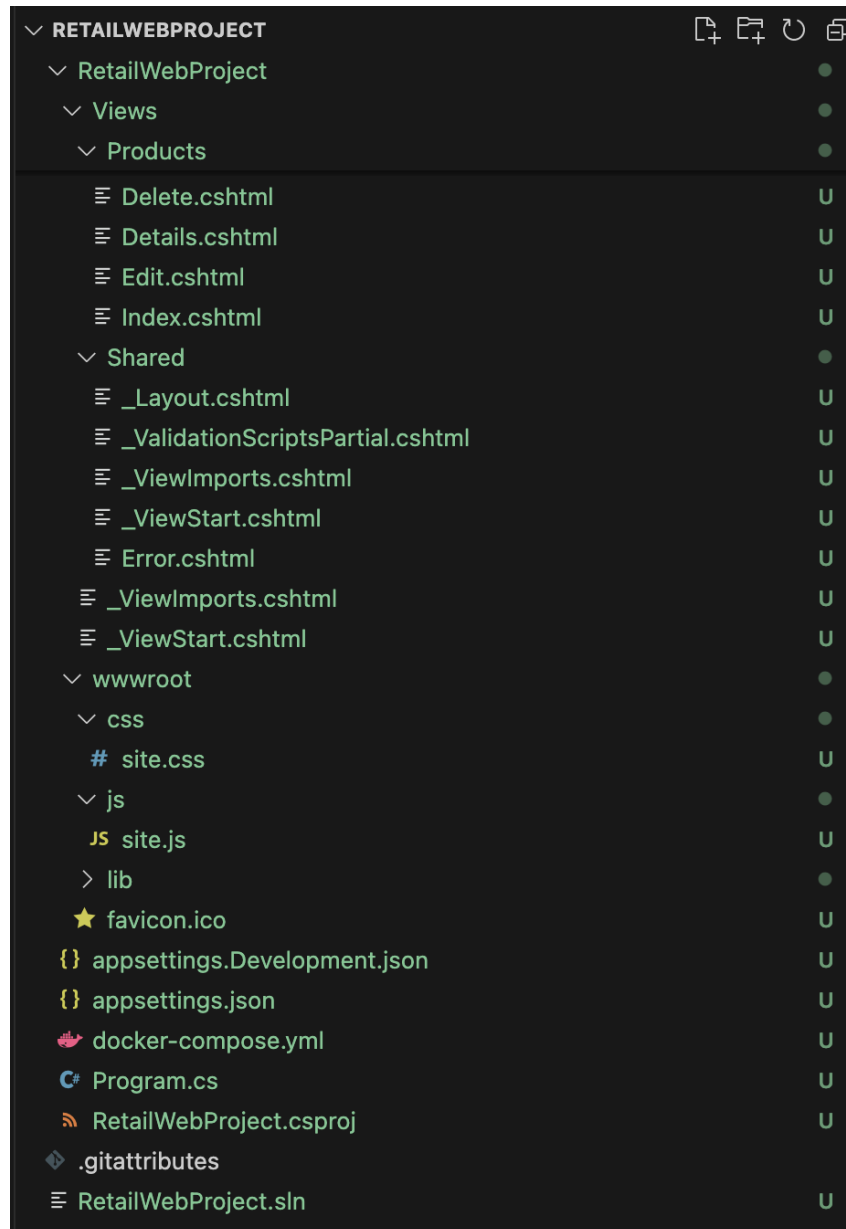 RETAILWEBPROJECT
RetailWebProject
Views
Products
Delete.cshtml U
Details.cshtml U
Edit.cshtml U
Index.cshtml U
Shared
_Layout.cshtml U
_ValidationScriptsPartial.cshtml U
_ViewImports.cshtml U
_ViewStart.cshtml U
Error.cshtml U
_ViewImports.cshtml U
_ViewStart.cshtml U
wwwroot
css
# site.css U
js
JS site.js U
lib
favicon.ico U
{} appsettings.Development.json U
{} appsettings.json U
docker-compose.yml U
C# Program.cs U
RetailWebProject.csproj U
.gitattributes
RetailWebProject.sln U